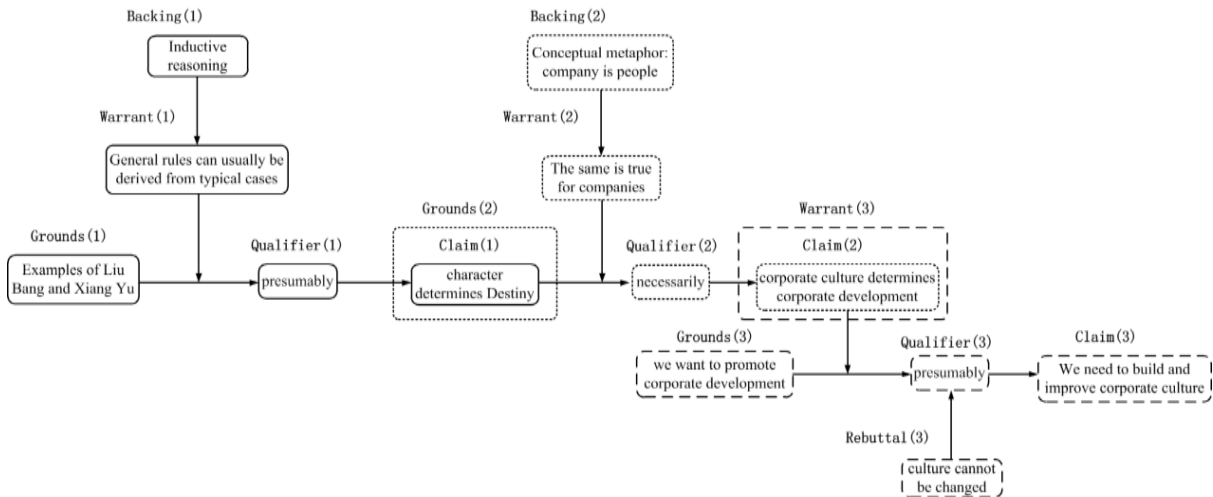 Backing(1)
Inductive
reasoning
Warrant(1)
General rules can usually be
derived from typical cases
Grounds(1)
Examples of Liu
Bang and Xiang Yu
Qualifier(1)
presumably
Backing(2)
Conceptual metaphor:
company is people
Warrant(2)
The same is true
for companies
Grounds(2)
Claim(1)
character
determines Destiny
Qualifier(2)
necessarily
Warrant(3)
Claim(2)
corporate culture determines
corporate development
Grounds(3)
we want to promote
corporate development
Qualifier(3)
presumably
Claim(3)
We need to build and
improve corporate culture
Rebuttal(3)
culture cannot
be changed